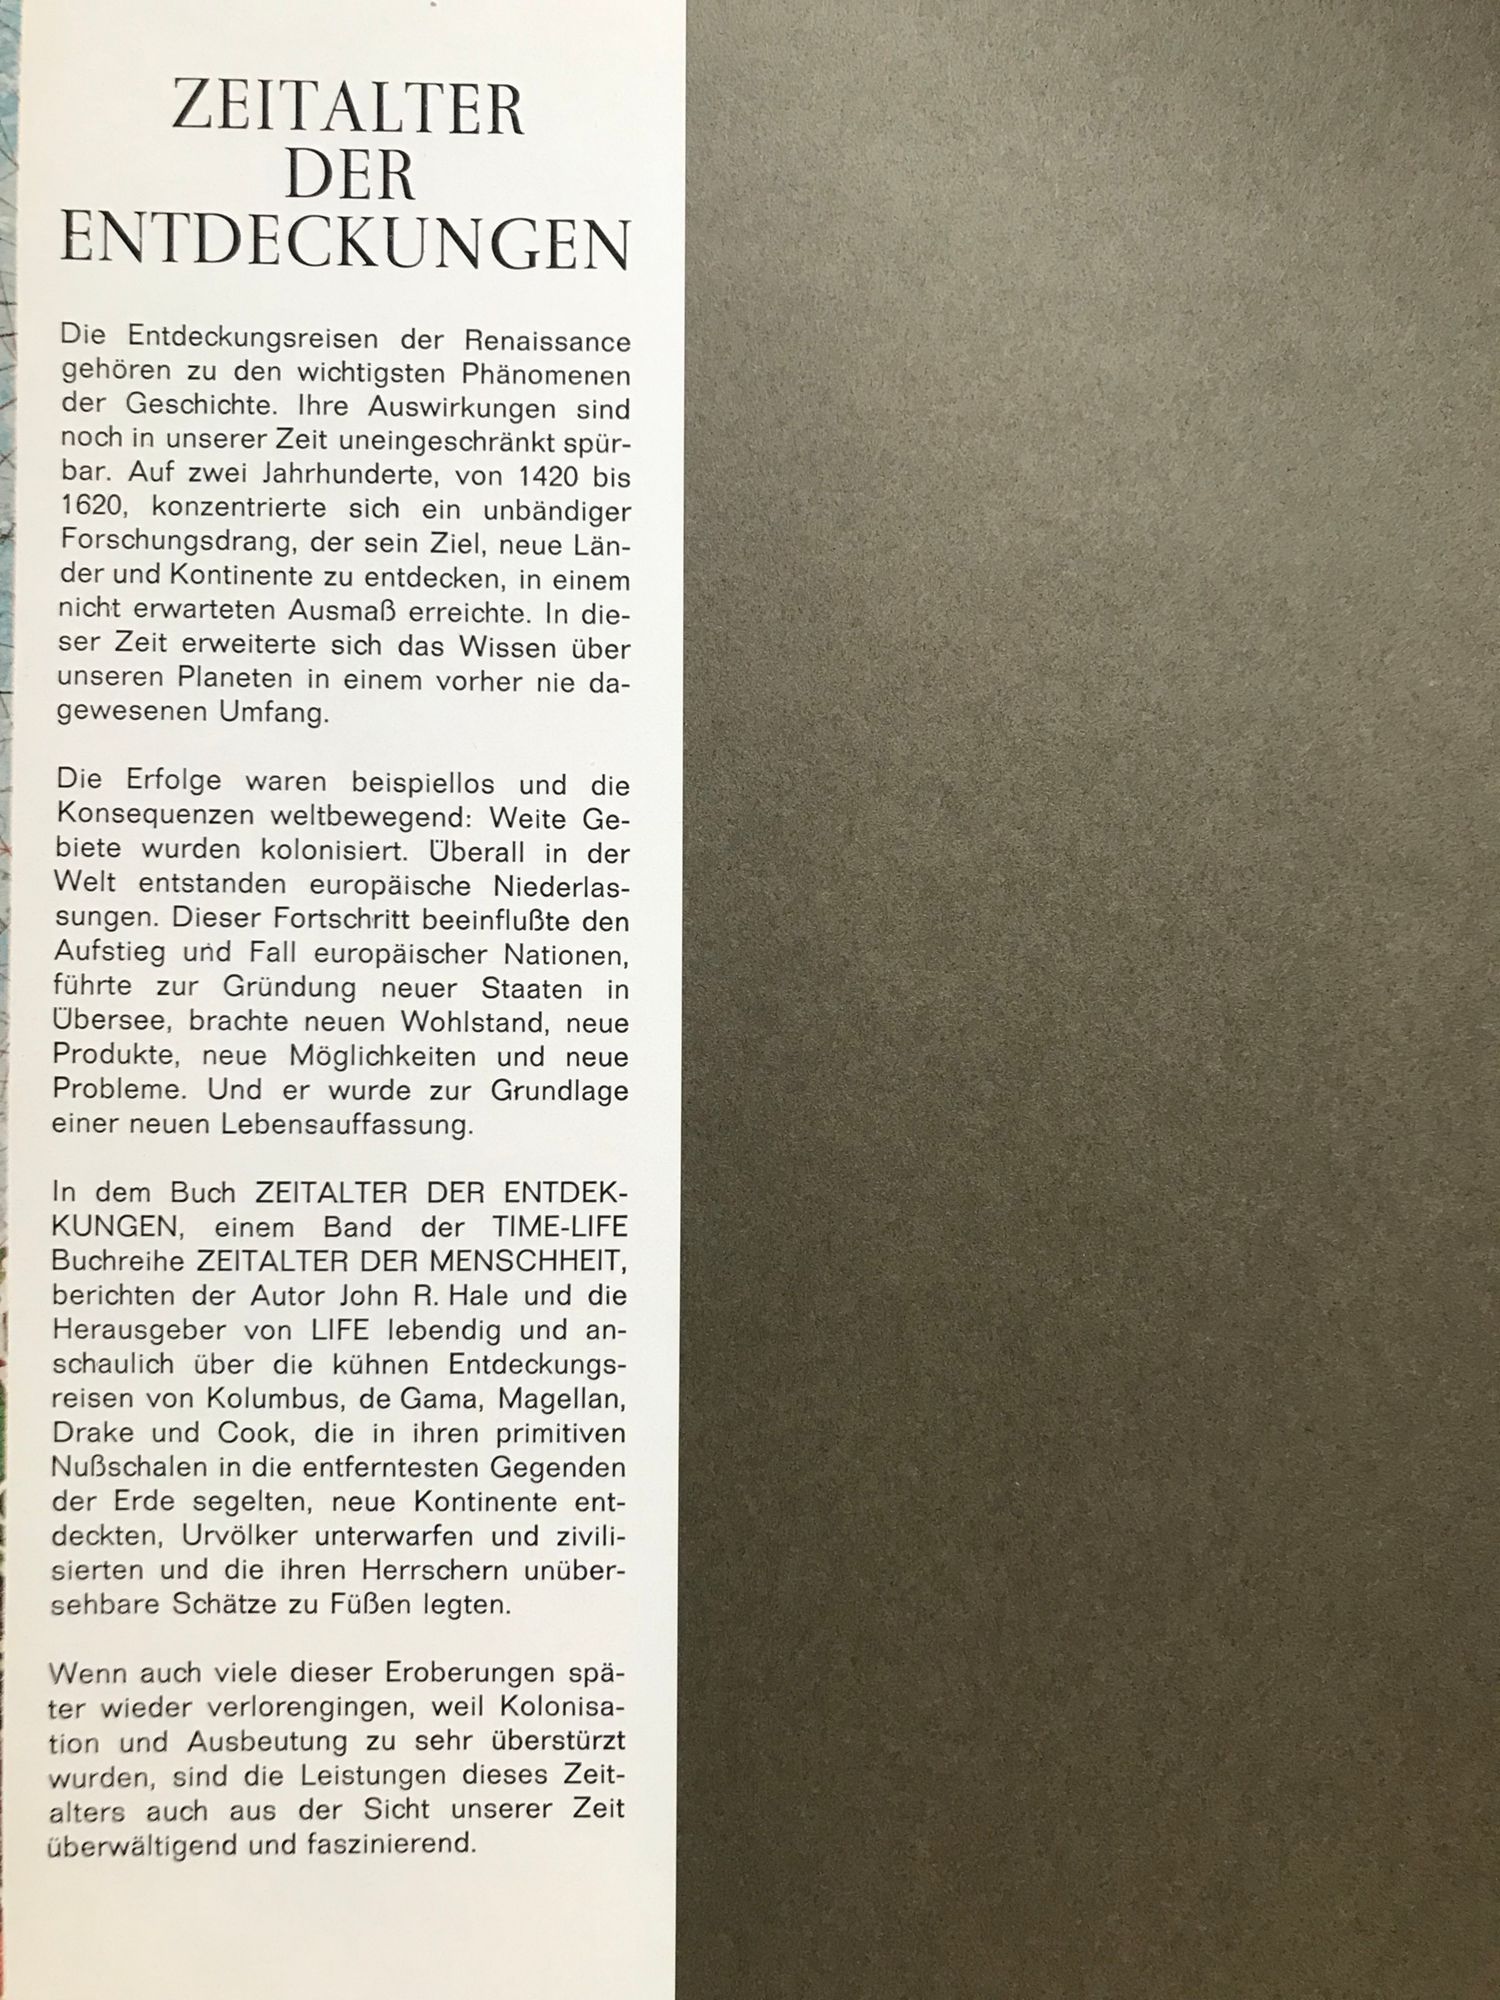 ZEITALTER
DER
ENTDECKUNGEN
Die Entdeckungsreisen der Renaissance
gehören zu den wichtigsten Phänomenen
der Geschichte. Ihre Auswirkungen sind
noch in unserer Zeit uneingeschränkt spür-
bar. Auf zwei Jahrhunderte, von 1420 bis
1620, konzentrierte sich ein unbändiger
Forschungsdrang, der sein Ziel, neue Län-
der und Kontinente zu entdecken, in einem
nicht erwarteten Ausmaß erreichte. In die-
ser Zeit erweiterte sich das Wissen über
unseren Planeten in einem vorher nie da-
gewesenen Umfang.
Die Erfolge waren beispiellos und die
Konsequenzen weltbewegend: Weite Ge-
biete wurden kolonisiert. Überall in der
Welt entstanden europäische Niederlas-
sungen. Dieser Fortschritt beeinflußte den
Aufstieg und Fall europäischer Nationen,
führte zur Gründung neuer Staaten in
Übersee, brachte neuen Wohlstand, neue
Produkte, neue Möglichkeiten und neue
Probleme. Und er wurde zur Grundlage
einer neuen Lebensauffassung.
In dem Buch ZEITALTER DER ENTDEK-
KUNGEN, einem Band der TIME-LIFE
Buchreihe ZEITALTER DER MENSCHHEIT,
berichten der Autor John R. Hale und die
Herausgeber von LIFE lebendig und an-
schaulich über die kühnen Entdeckungs-
reisen von Kolumbus, de Gama, Magellan,
Drake und Cook, die in ihren primitiven
Nußschalen in die entferntesten Gegenden
der Erde segelten, neue Kontinente ent-
deckten, Urvölker unterwarfen und zivili-
sierten und die ihren Herrschern unüber-
sehbare Schätze zu Füßen legten.
Wenn auch viele dieser Eroberungen spä-
ter wieder verlorengingen, weil Kolonisa-
tion und Ausbeutung zu sehr überstürzt
wurden, sind die Leistungen dieses Zeit-
alters auch aus der Sicht unserer Zeit
überwältigend und faszinierend.